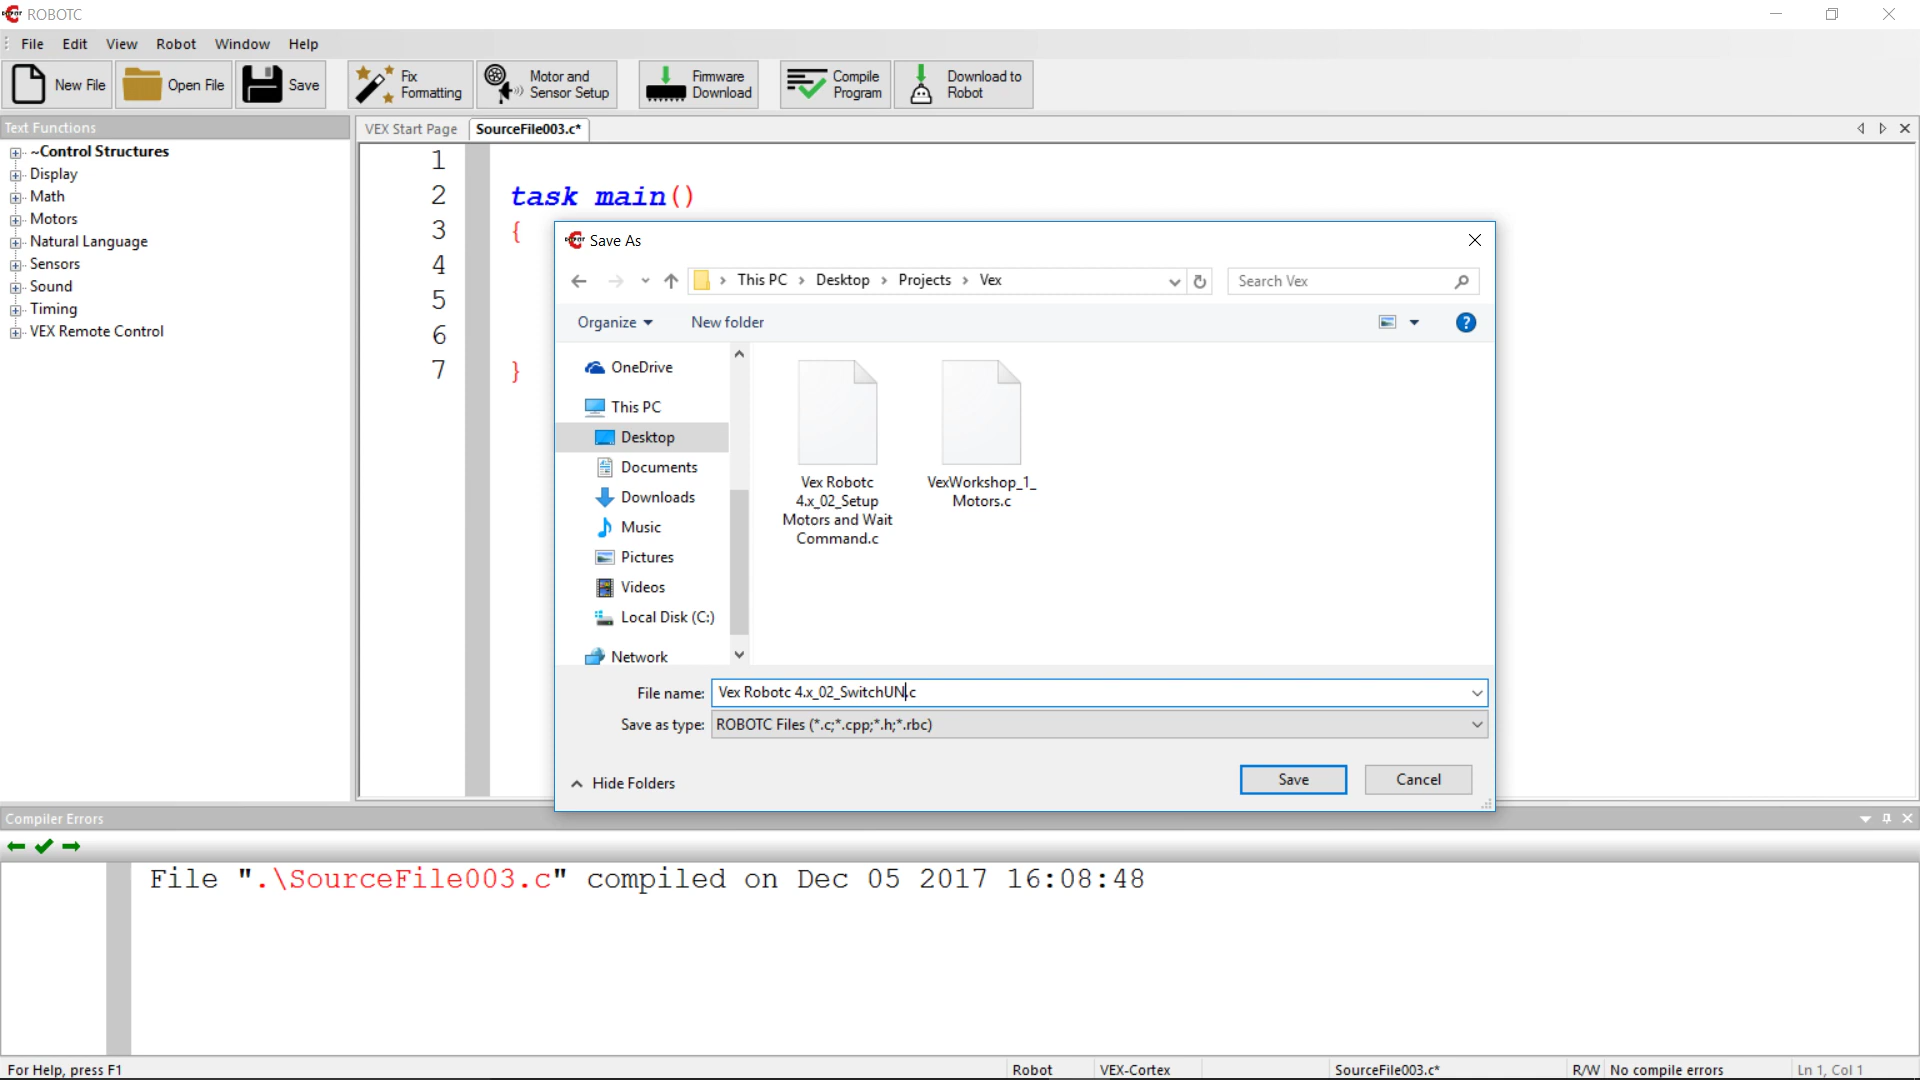 ROBOTC
File Edit View Robot Window Help
New File Open File Save Fix Formatting Motor and Sensor Setup Firmware Download Compile Program Download to Robot
Text Functions
~Control Structures
Display
Math
Motors
Natural Language
Sensors
Sound
Timing
VEX Remote Control
VEX Start Page SourceFile003.c*
1
2 task main()
3 {
4
5
6
7 }
Save As
This PC > Desktop > Projects > Vex
Search Vex
Organize New folder
OneDrive
This PC
Desktop
Documents
Downloads
Music
Pictures
Videos
Local Disk (C:)
Network
Vex Robotc
4.x_02_Setup
Motors and Wait
Command.c
VexWorkshop_1_
Motors.c
File name: Vex Robotc 4.x_02_SwitchUN.c
Save as type: ROBOTC Files (*.c;*.cpp;*.h;*.rbc)
Hide Folders Save Cancel
Compiler Errors
File ".\SourceFile003.c" compiled on Dec 05 2017 16:08:48
For Help, press F1 Robot VEX-Cortex SourceFile003.c* R/W No compile errors Ln 1, Col 1